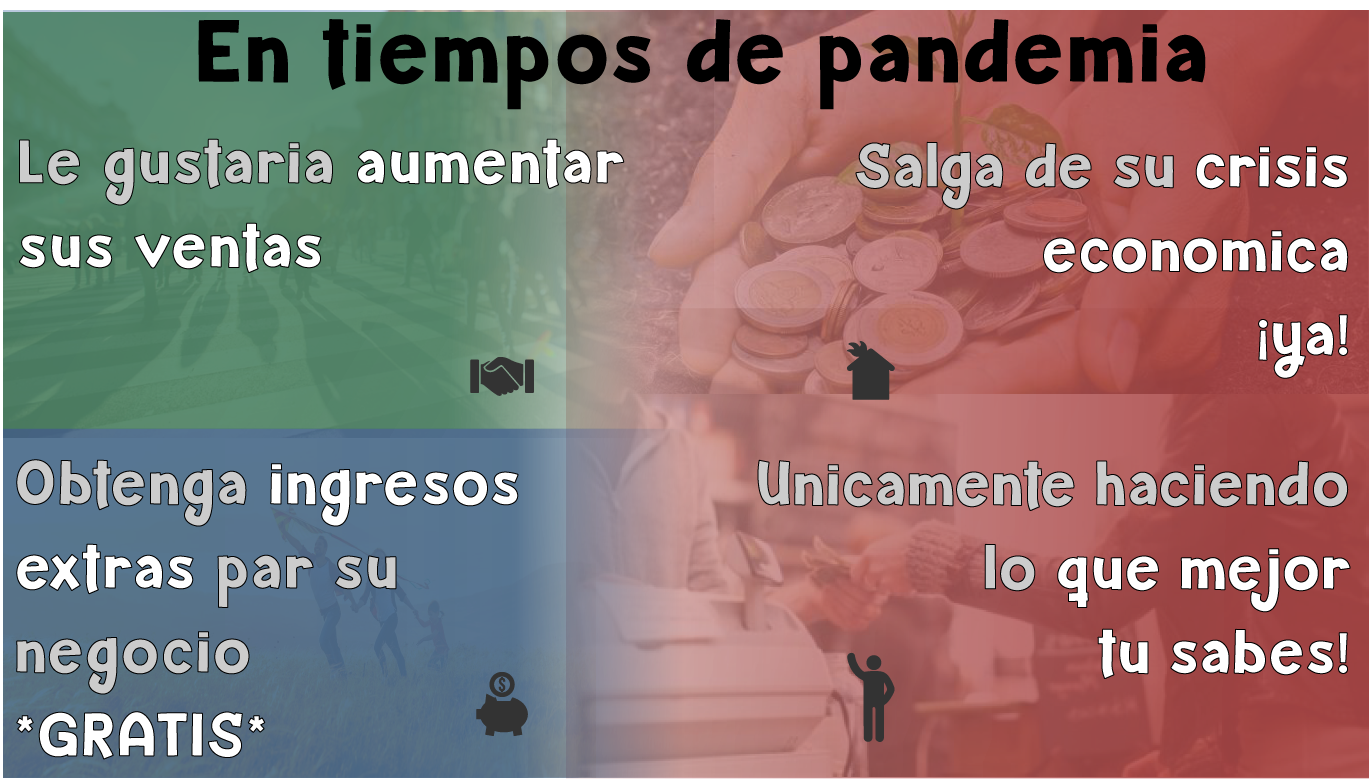 En tiempos de pandemia
Le gustaria aumentar
sus ventas
Salga de su crisis
economica
¡ya!
Obtenga ingresos
extras par su
negocio
*GRATIS*
Unicamente haciendo
lo que mejor
tu sabes!
$